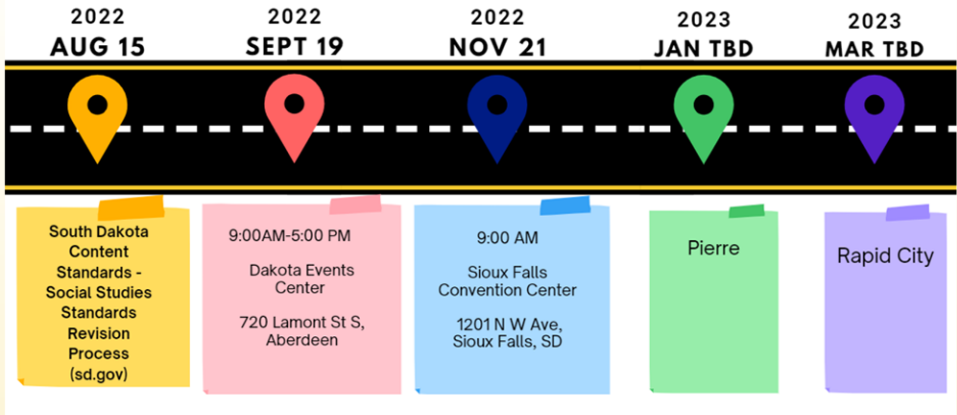 2022
AUG 15
2022
SEPT 19
2022
NOV 21
2023
JAN TBD
2023
MAR TBD
South Dakota
Content
Standards -
Social Studies
Standards
Revision
Process
(sd.gov)
9:00AM-5:00 PM
Dakota Events
Center
720 Lamont St S,
Aberdeen
9:00 AM
Sioux Falls
Convention Center
1201 N W Ave,
Sioux Falls, SD
Pierre
Rapid City